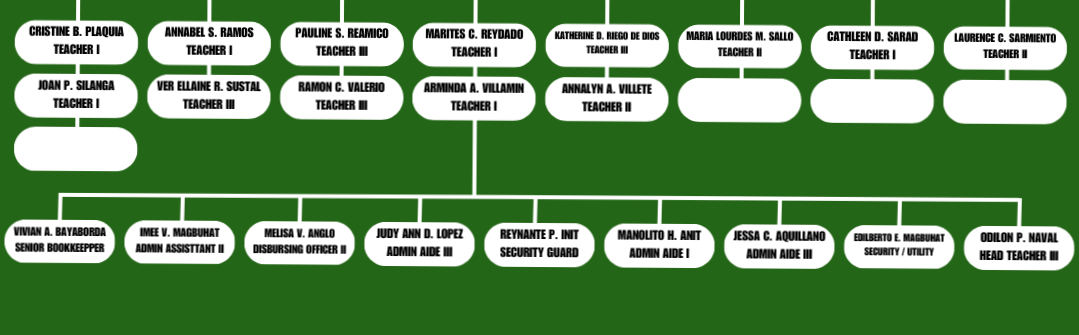 CRISTINE B. PLAQUIA
TEACHER I
ANNABEL S. RAMOS
TEACHER I
PAULINE S. REAMICO
TEACHER III
MARITES C. REYDADO
TEACHER I
KATHERINE D. RIEGO DE DIOS
TEACHER III
MARIA LOURDES M. SALLO
TEACHER II
CATHLEEN D. SARAD
TEACHER I
LAURENCE C. SARMIENTO
TEACHER II
JOAN P. SILANGA
TEACHER I
VER ELLAINE R. SUSTAL
TEACHER III
RAMON C. VALERIO
TEACHER III
ARMINDA A. VILLAMIN
TEACHER I
ANNALYN A. VILLETE
TEACHER II
VIVIAN A. BAYABORDA
SENIOR BOOKKEEPPER
IMEE V. MAGBUHAT
ADMIN ASSISTTANT II
MELISA V. ANGLO
DISBURSING OFFICER II
JUDY ANN D. LOPEZ
ADMIN AIDE III
REYNANTE P. INIT
SECURITY GUARD
MANOLITO H. ANIT
ADMIN AIDE I
JESSA C. AQUILLANO
ADMIN AIDE III
EDILBERTO E. MAGBUHAT
SECURITY / UTILITY
ODILON P. NAVAL
HEAD TEACHER III